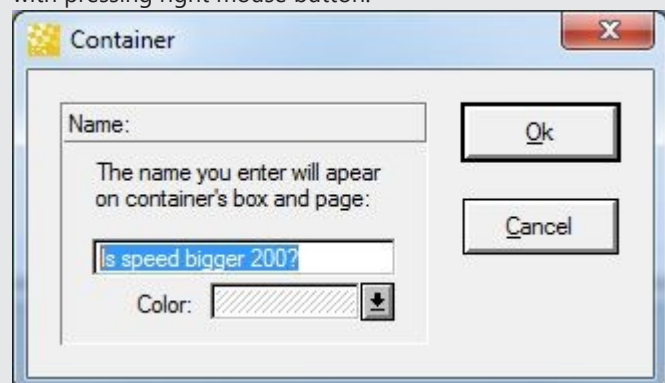 with pressing right mouse button.
Container
Name:
Ok
The name you enter will apear
on container's box and page:
Cancel
Is speed bigger 200?
Color: